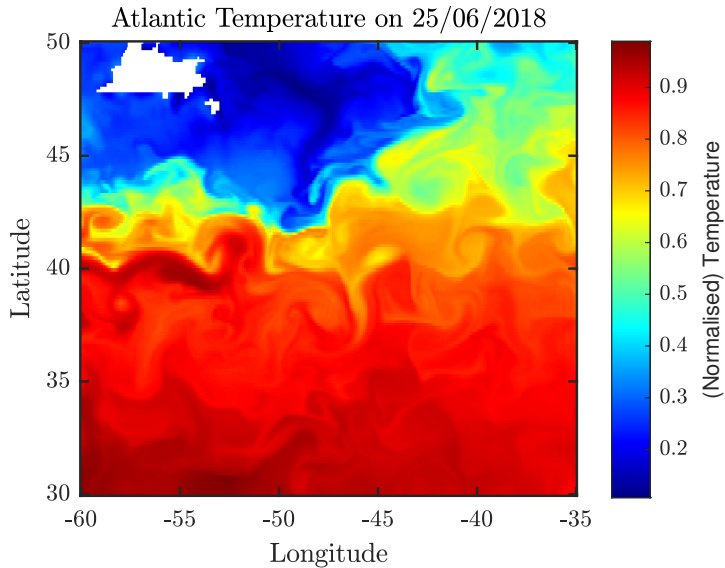 Atlantic Temperature on 25/06/2018
50
45
40
35
30
Latitude
-60 -55 -50 -45 -40 -35
Longitude
0.9
0.8
0.7
0.6
0.5
0.4
0.3
0.2
(Normalised) Temperature